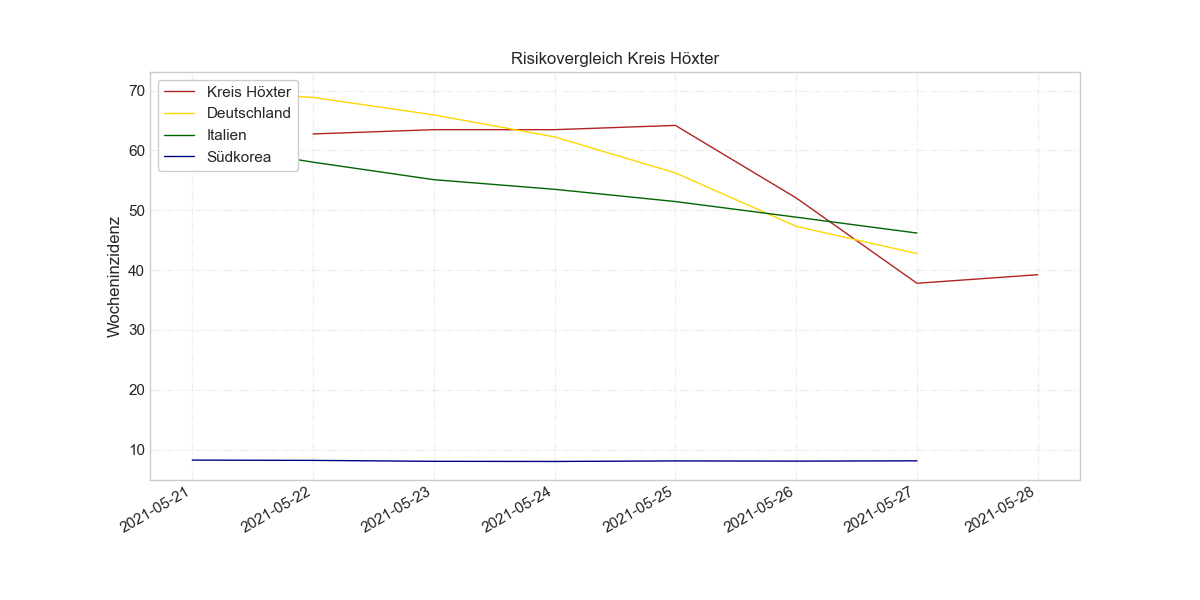 Risikovergleich Kreis Höxter
Kreis Höxter
Deutschland
Italien
Südkorea
Wocheninzidenz
70
60
50
40
30
20
10
2021-05-21
2021-05-22
2021-05-23
2021-05-24
2021-05-25
2021-05-26
2021-05-27
2021-05-28